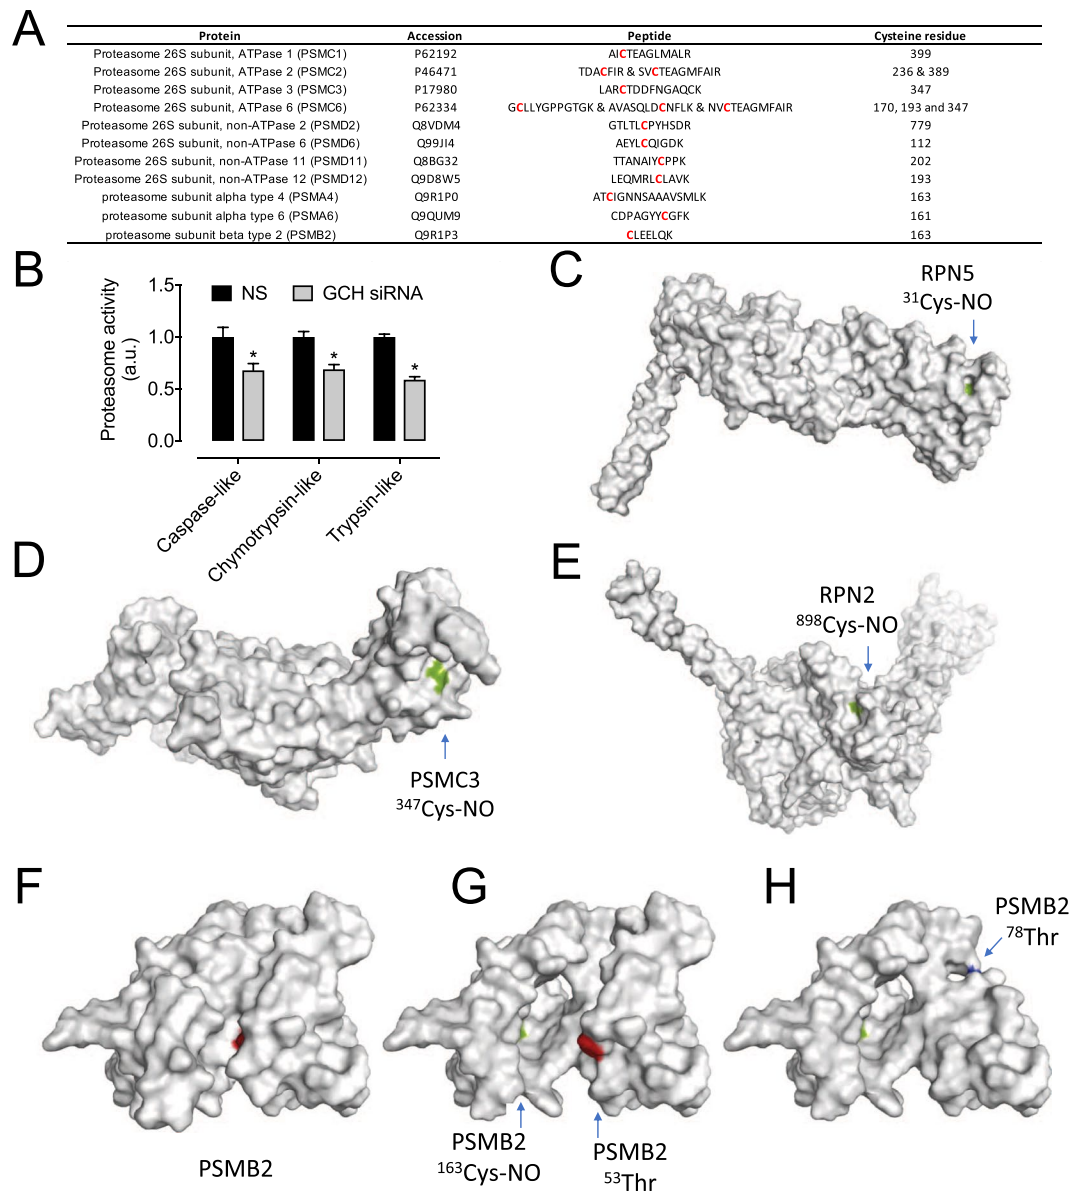 A
Protein Accession Peptide Cysteine residue
Proteasome 26S subunit, ATPase 1 (PSMC1) P62192 AICTEAGLMALR 399
Proteasome 26S subunit, ATPase 2 (PSMC2) P46471 TDACFIR & SVCTEAGMFAIR 236 & 389
Proteasome 26S subunit, ATPase 3 (PSMC3) P17980 LARCTDDFNGAQCK 347
Proteasome 26S subunit, ATPase 6 (PSMC6) P62334 GCLLYGPPGTGK & AVASQLDCNFLK & NVCTEAGMFAIR 170, 193 and 347
Proteasome 26S subunit, non-ATPase 2 (PSMD2) Q8VDM4 GTLTLCPYHSDR 779
Proteasome 26S subunit, non-ATPase 6 (PSMD6) Q99JI4 AEYLCQIGDK 112
Proteasome 26S subunit, non-ATPase 11 (PSMD11) Q8BG32 TTANAIYCPPK 202
Proteasome 26S subunit, non-ATPase 12 (PSMD12) Q9D8W5 LEQMRLCLAVK 193
proteasome subunit alpha type 4 (PSMA4) Q9R1P0 ATCIGNNSAAAVSMLK 163
proteasome subunit alpha type 6 (PSMA6) Q9QUM9 CDPAGYYCGFK 161
proteasome subunit beta type 2 (PSMB2) Q9R1P3 CLEELQK 163
B
Proteasome activity
(a.u.)
1.5
1.0
0.5
0.0
NS GCH siRNA
* * *
Caspase-like
Chymotrypsin-like
Trypsin-like
C
RPN5
31Cys-NO
D
PSMC3
347Cys-NO
E
RPN2
898Cys-NO
F
PSMB2
G
PSMB2
163Cys-NO
PSMB2
53Thr
H
PSMB2
78Thr